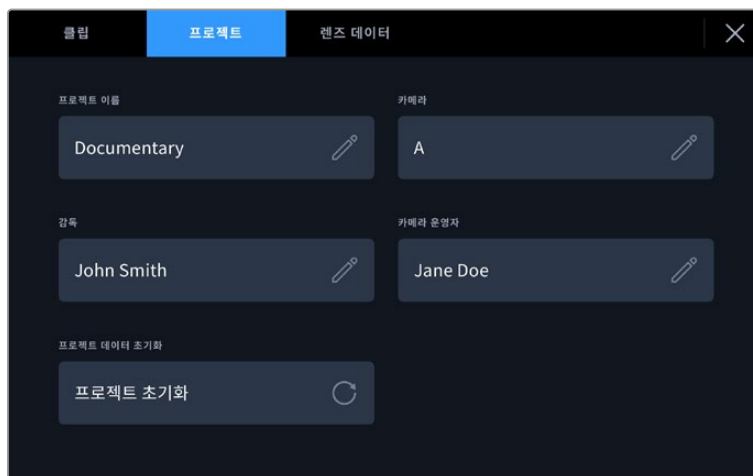 클립 프로젝트 렌즈 데이터
프로젝트 이름 카메라
Documentary A
감독 카메라 운영자
John Smith Jane Doe
프로젝트 데이터 초기화
프로젝트 초기화